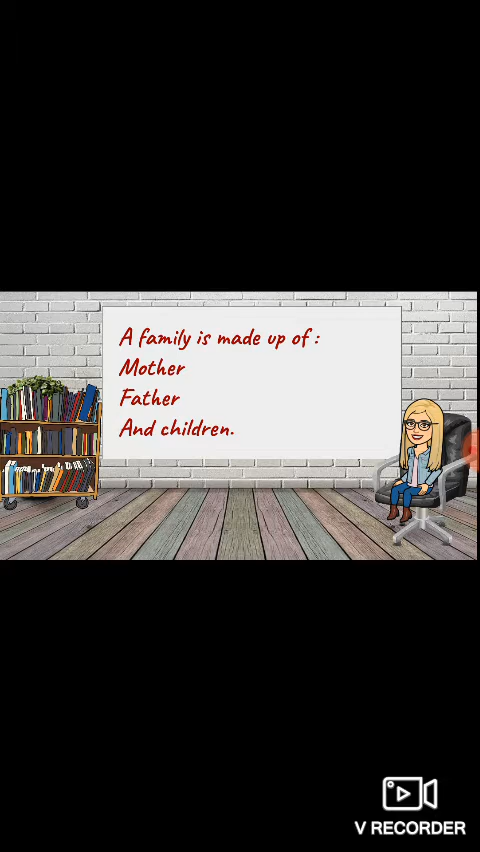 A family is made up of :
Mother
Father
And children.
V RECORDER